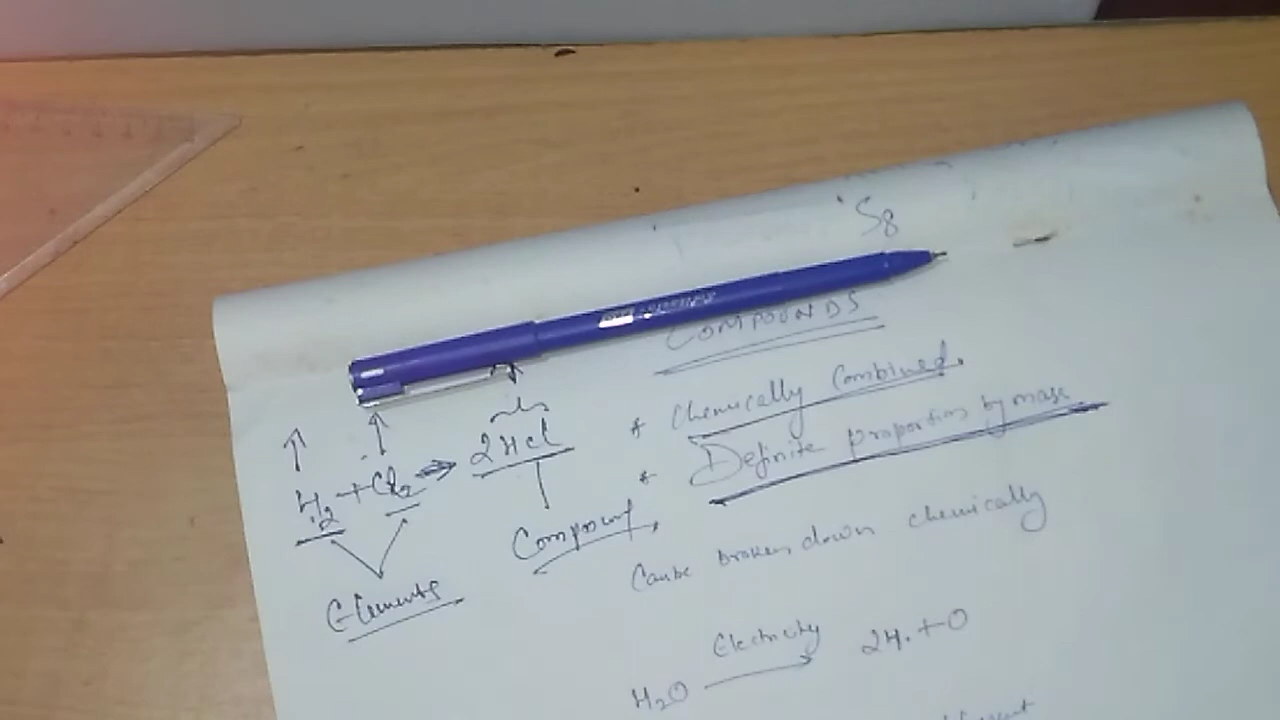 S8
COMPOUNDS
* Chemically Combined.
* Definite proportion by mass
H2 + Cl2 → 2HCl
Elements
Compound
Can be broken down chemically
Electricity
H2O → 2H + O